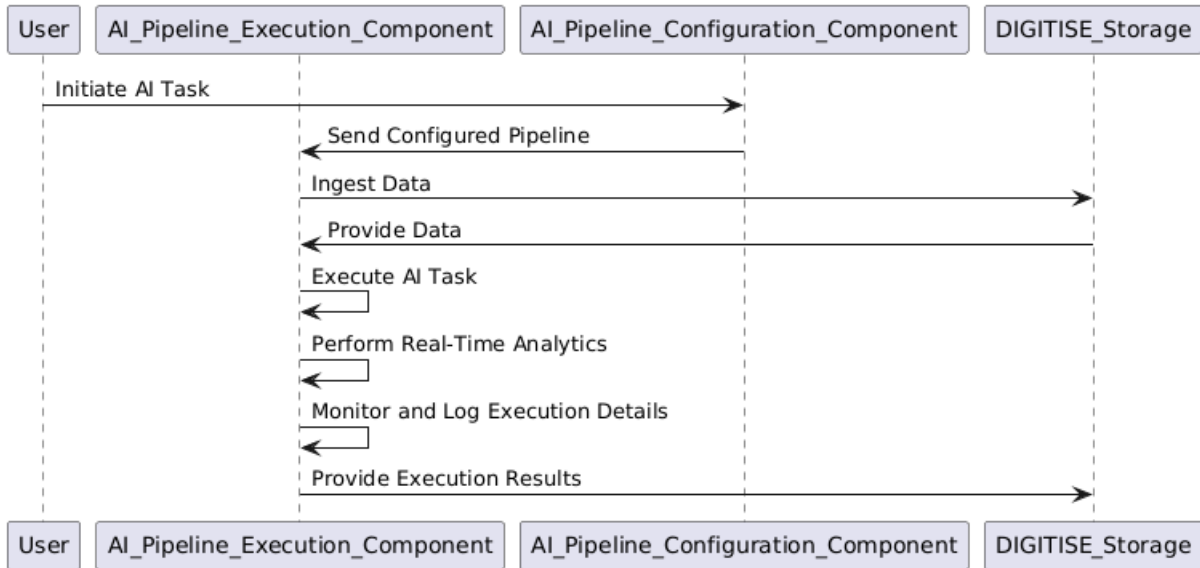 User AI_Pipeline_Execution_Component AI_Pipeline_Configuration_Component DIGITISE_Storage
Initiate AI Task
Send Configured Pipeline
Ingest Data
Provide Data
Execute AI Task
Perform Real-Time Analytics
Monitor and Log Execution Details
Provide Execution Results
User AI_Pipeline_Execution_Component AI_Pipeline_Configuration_Component DIGITISE_Storage